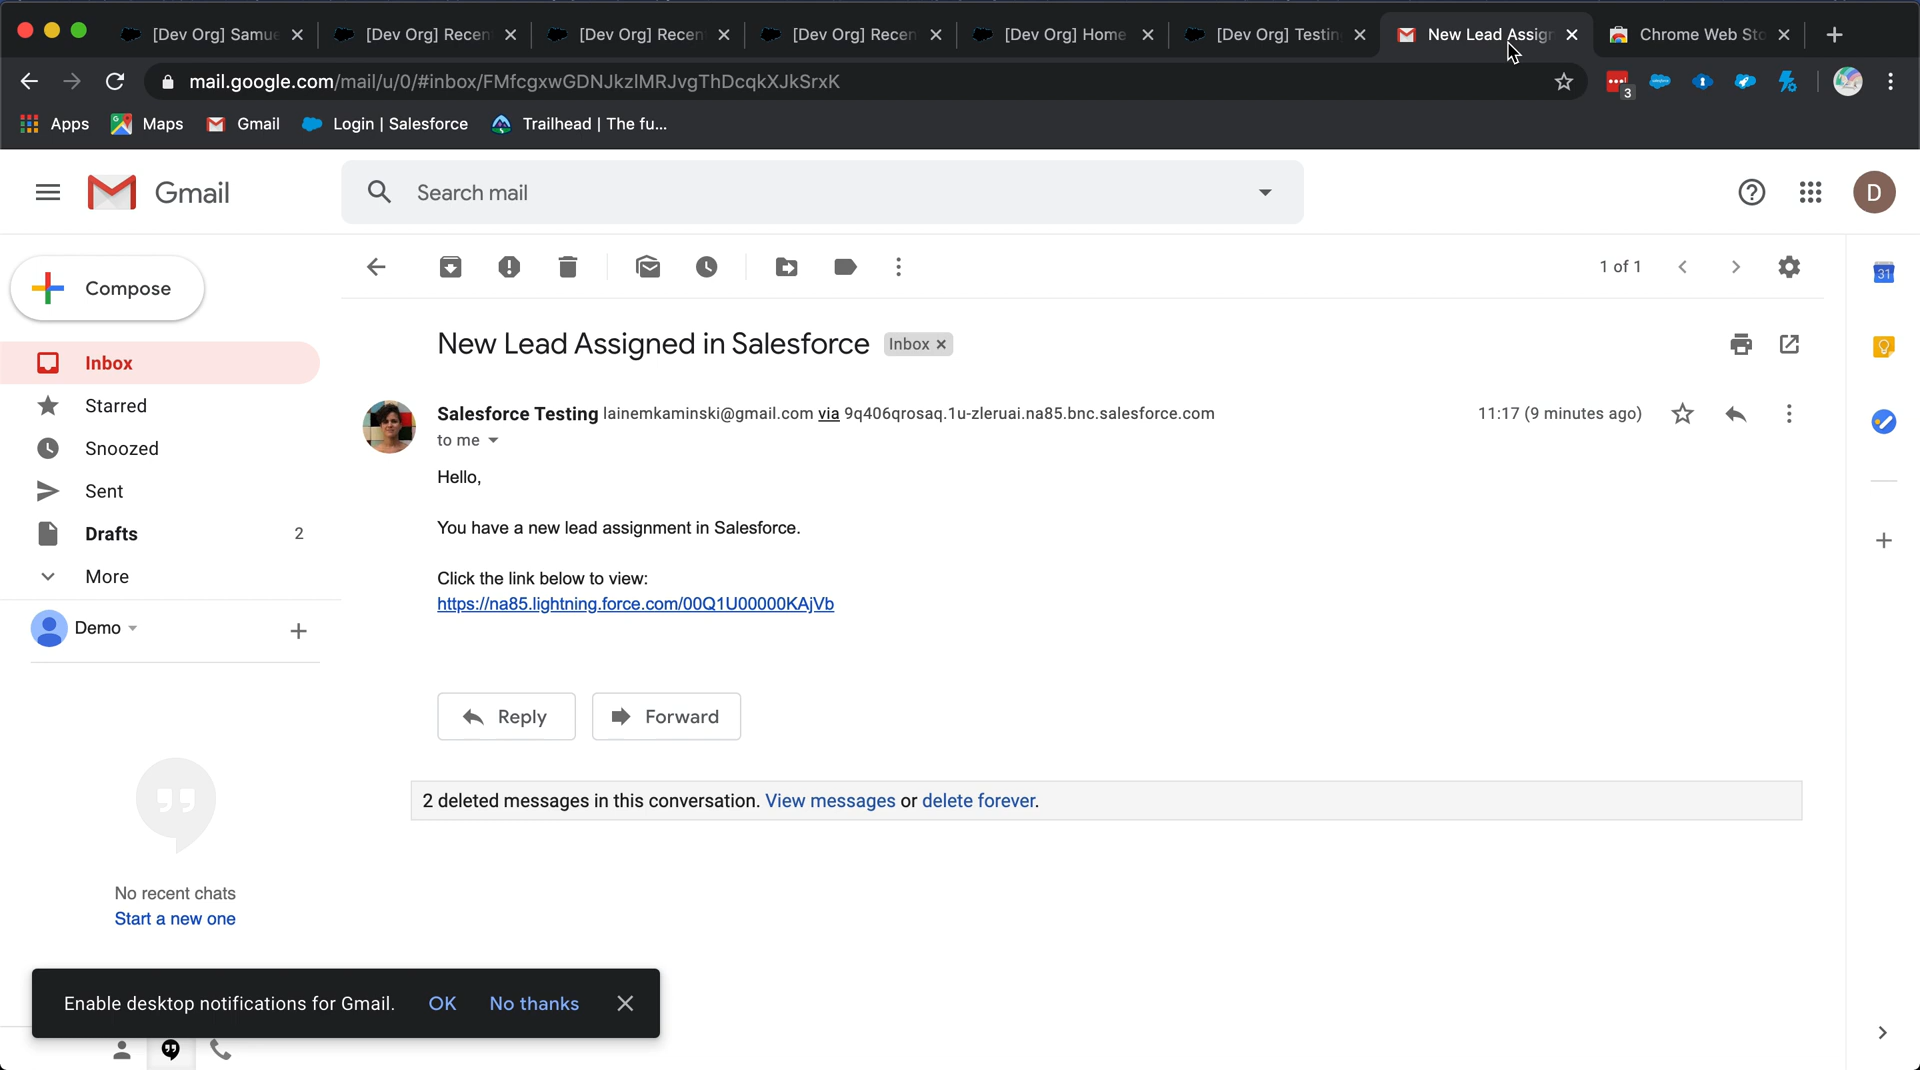 [Dev Org] Samue
[Dev Org] Recen
[Dev Org] Recen
[Dev Org] Recen
[Dev Org] Home
[Dev Org] Testin
New Lead Assign
Chrome Web Sto
mail.google.com/mail/u/0/#inbox/FMfcgxwGDNJkzlMRJvgThDcqkXJkSrxK
3
Apps
Maps
Gmail
Login | Salesforce
Trailhead | The fu...
Gmail
Search mail
D
Compose
1 of 1
31
New Lead Assigned in Salesforce
Inbox
Inbox
Starred
Snoozed
Sent
Drafts
2
More
Demo
Salesforce Testing lainemkaminski@gmail.com via 9q406qrosaq.1u-zleruai.na85.bnc.salesforce.com
11:17 (9 minutes ago)
to me
Hello,
You have a new lead assignment in Salesforce.
Click the link below to view:
https://na85.lightning.force.com/00Q1U00000KAjVb
Reply
Forward
2 deleted messages in this conversation. View messages or delete forever.
No recent chats
Start a new one
Enable desktop notifications for Gmail.
OK
No thanks